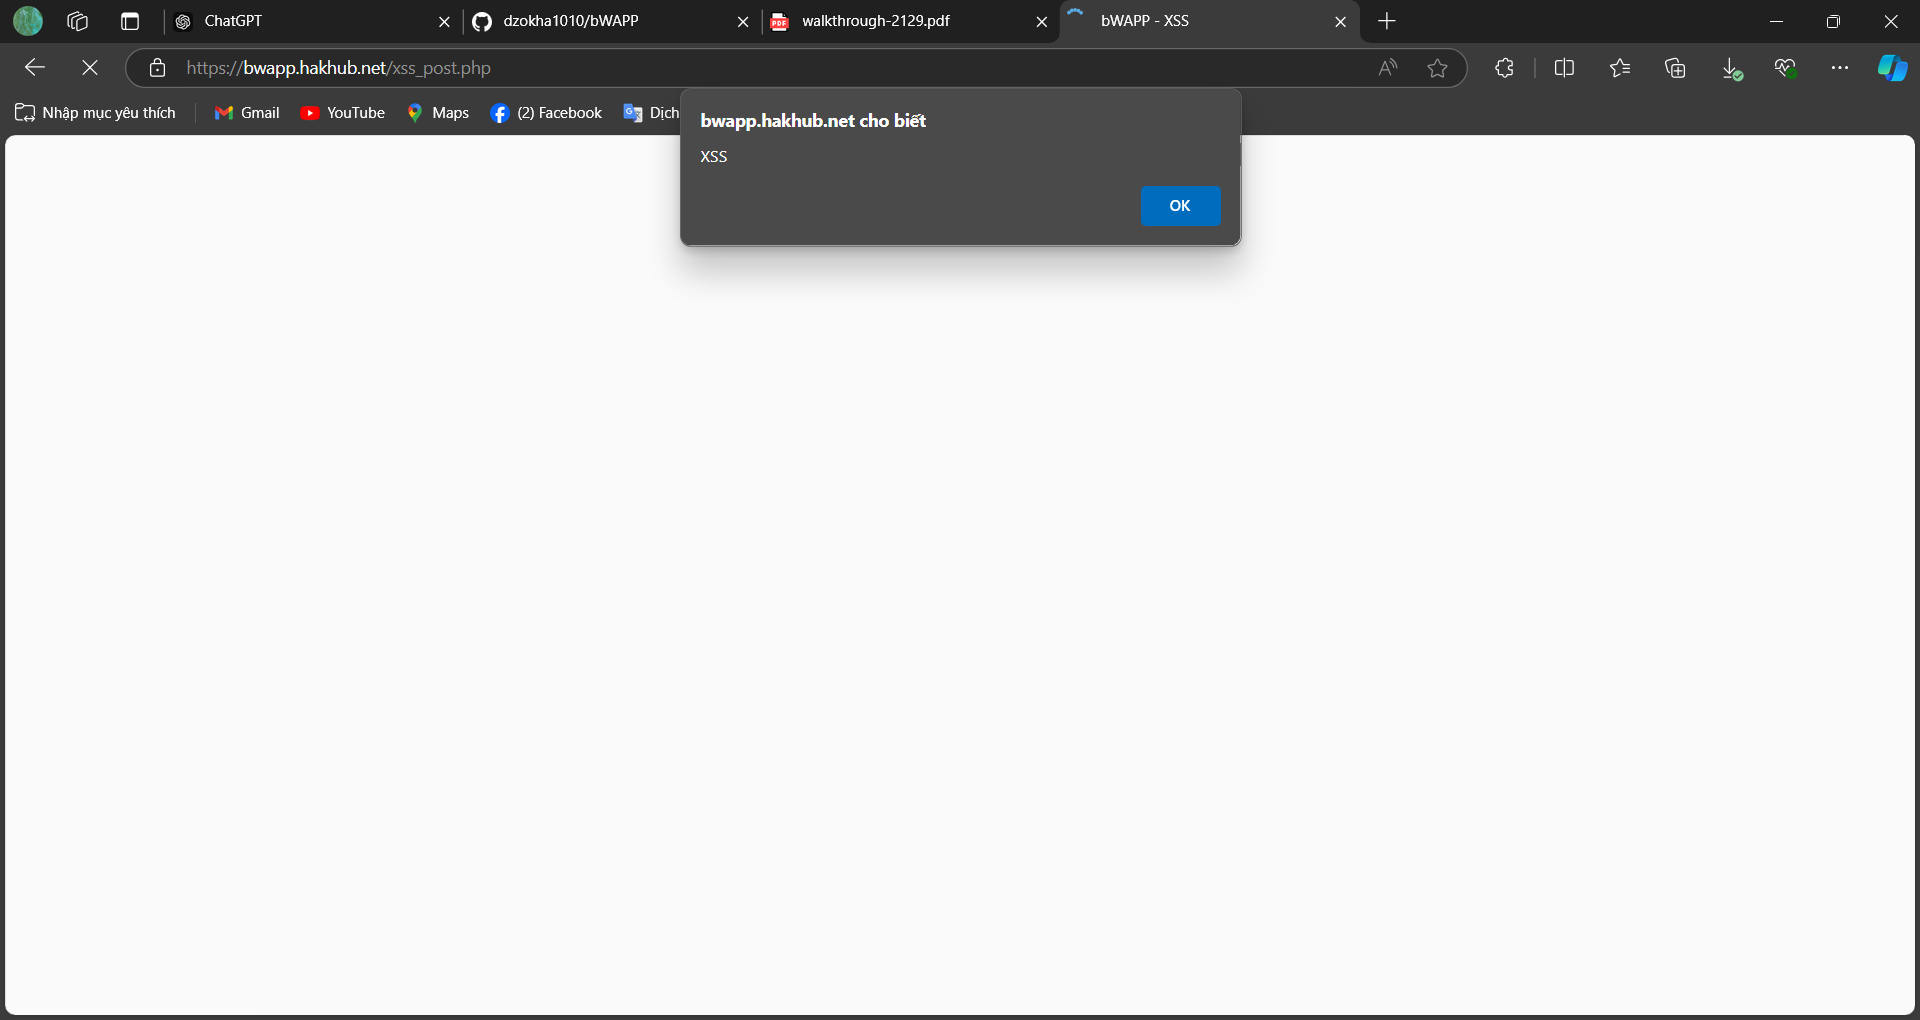 ChatGPT
dzokha1010/bWAPP
PDF
walkthrough-2129.pdf
bWAPP - XSS
https://bwapp.hakhub.net/xss_post.php
Nhập mục yêu thích
Gmail
YouTube
Maps
(2) Facebook
Dịch
bwapp.hakhub.net cho biết
XSS
OK